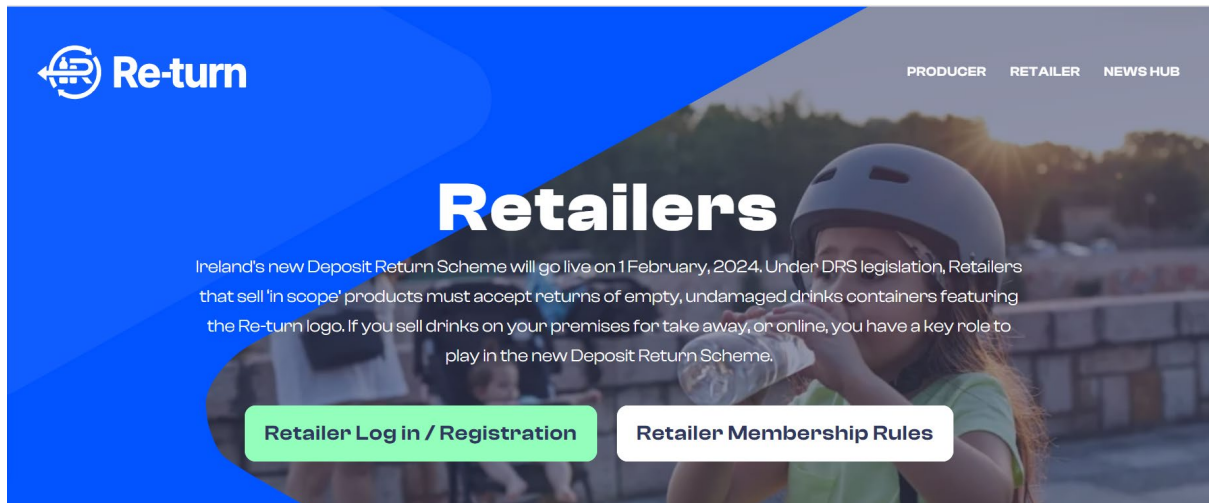 Re-turn
PRODUCER RETAILER NEWS HUB
Retailers
Ireland's new Deposit Return Scheme will go live on 1 February, 2024. Under DRS legislation, Retailers
that sell 'in scope' products must accept returns of empty, undamaged drinks containers featuring
the Re-turn logo. If you sell drinks on your premises for take away, or online, you have a key role to
play in the new Deposit Return Scheme.
Retailer Log in / Registration Retailer Membership Rules